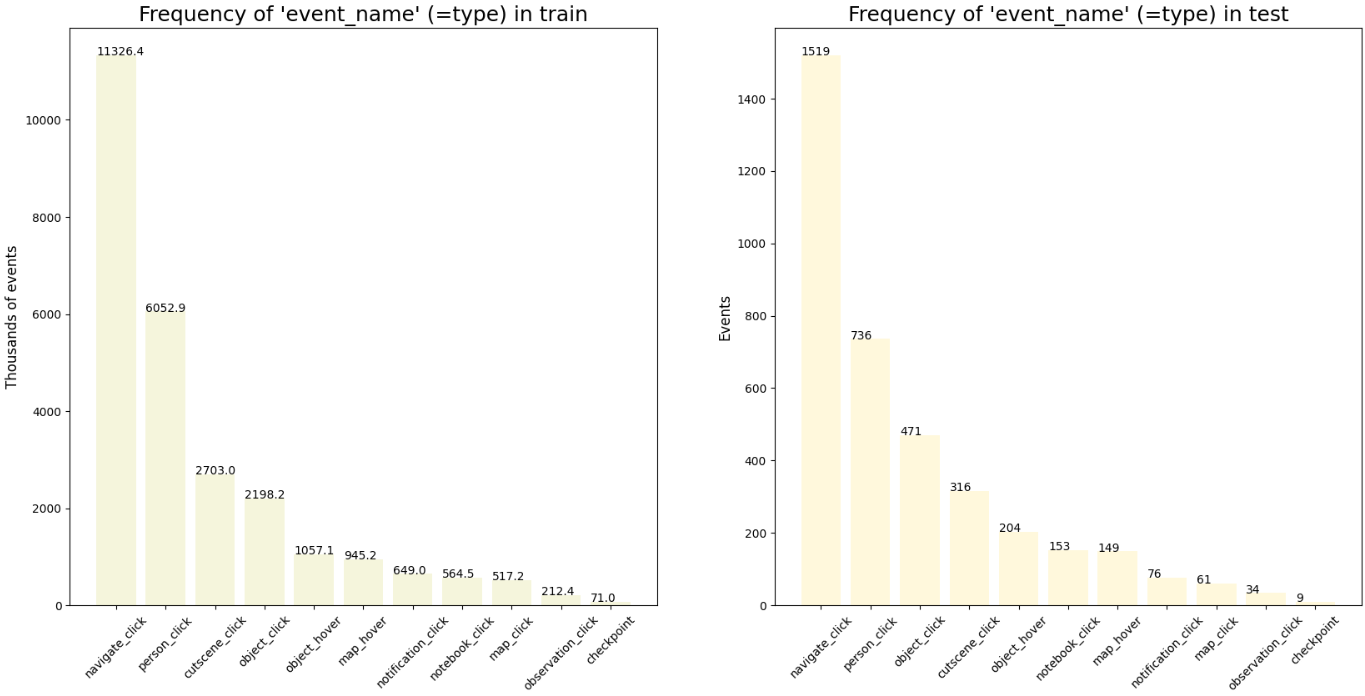 Frequency of 'event_name' (=type) in train
Thousands of events
10000
8000
6000
4000
2000
0
11326.4
6052.9
2703.0
2198.2
1057.1
945.2
649.0
564.5
517.2
212.4
71.0
navigate_click
person_click
cutscene_click
object_click
object_hover
map_hover
notification_click
notebook_click
map_click
observation_click
checkpoint
Frequency of 'event_name' (=type) in test
Events
1400
1200
1000
800
600
400
200
0
1519
736
471
316
204
153
149
76
61
34
9
navigate_click
person_click
object_click
cutscene_click
object_hover
notebook_click
map_hover
notification_click
map_click
observation_click
checkpoint